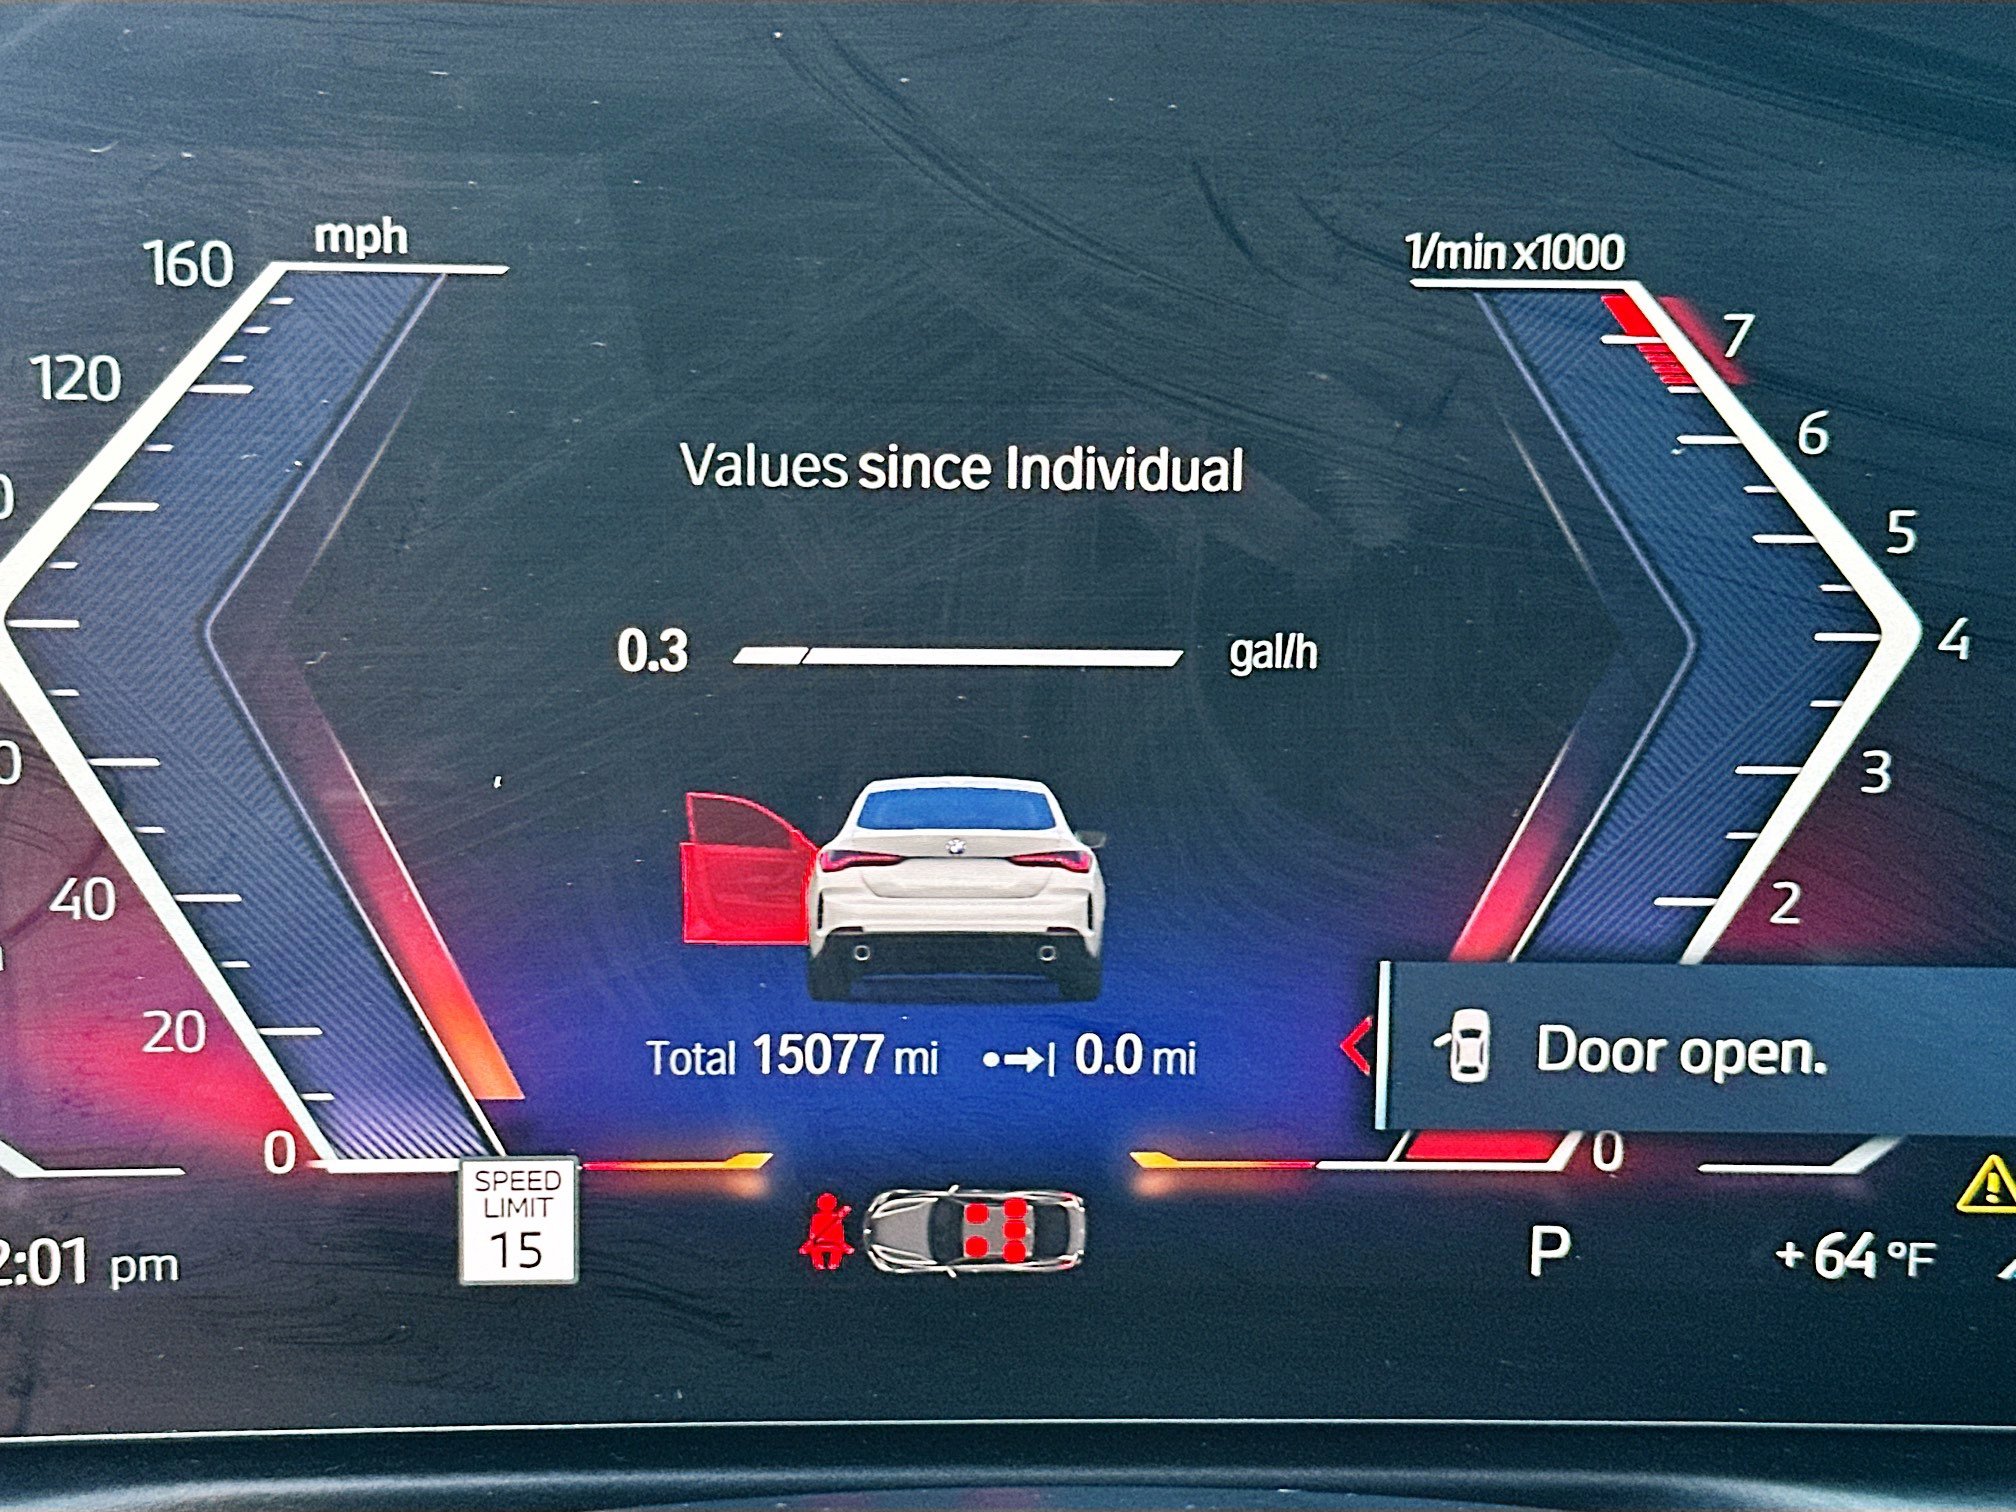 mph
160
120
40
20
0
1/min x1000
7
6
5
4
3
2
0
Values since Individual
0.3 gal/h
Total 15077 mi 0.0 mi
Door open.
SPEED
LIMIT
15
:01 pm
P
+64 °F